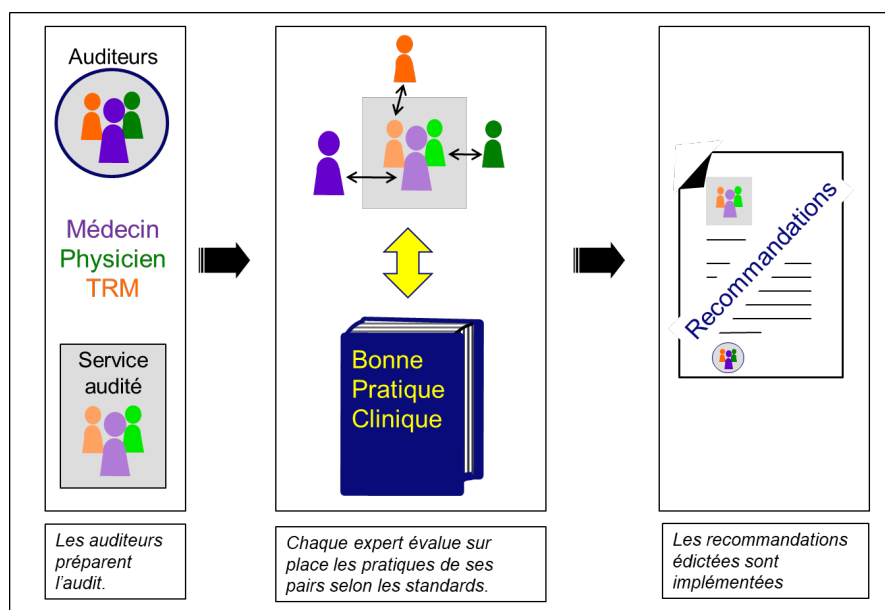 Auditeurs
Médecin
Physicien
TRM
Service
audité
Les auditeurs
préparent
l'audit.
Bonne
Pratique
Clinique
Chaque expert évalue sur
place les pratiques de ses
pairs selon les standards.
Recommandations
Les recommandations
édictées sont
implémentées